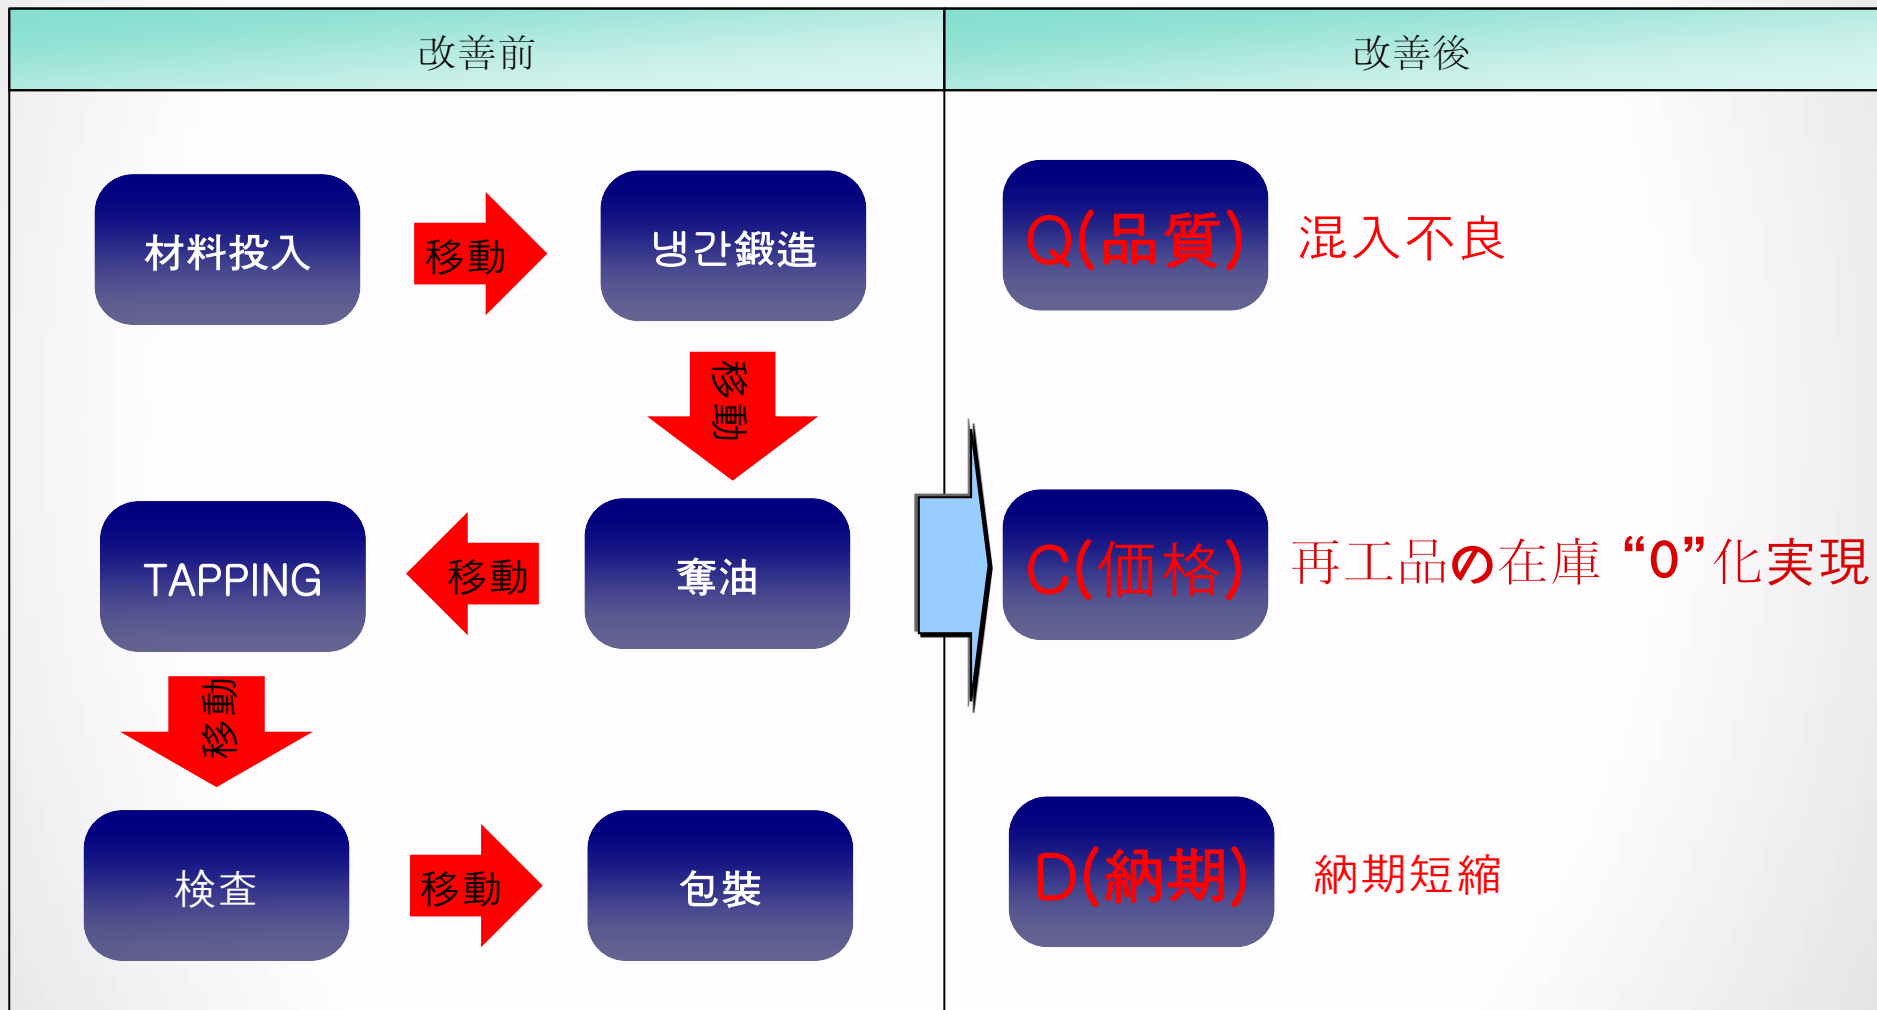 改善前
改善後
材料投入
移動
냉간鍛造
移動
奪油
移動
TAPPING
移動
検査
移動
包裝
Q(品質)
混入不良
C(価格)
再工品の在庫 “0”化実現
D(納期)
納期短縮